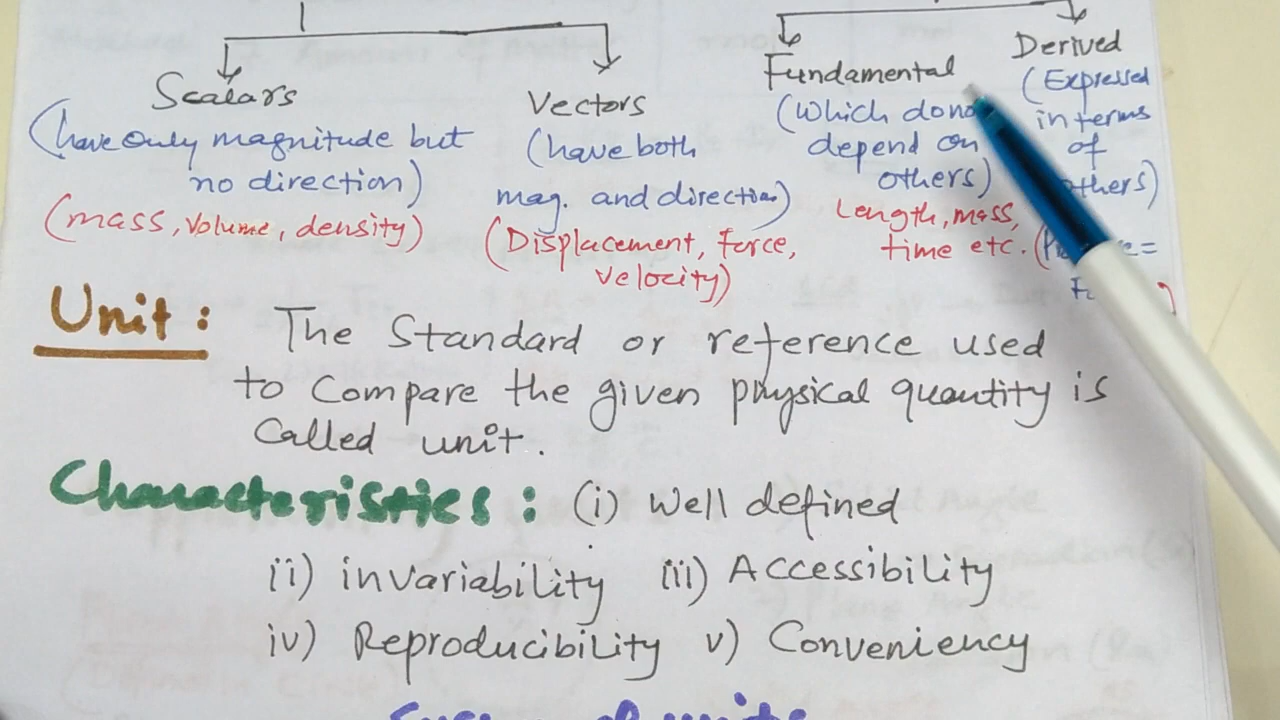 Scalars
(have only magnitude but
no direction)
(mass, volume, density)
Vectors
(have both
mag. and direction)
(Displacement, Force,
velocity)
Fundamental
(Which
depend on
others)
Length, mass,
time etc.
Derived
(Expressed
in terms
of
Unit: The Standard or reference used
to Compare the given physical quantity is
Called unit.
Characteristics: (i) Well defined
ii) invariability iii) Accessibility
iv) Reproducibility v) Conveniency